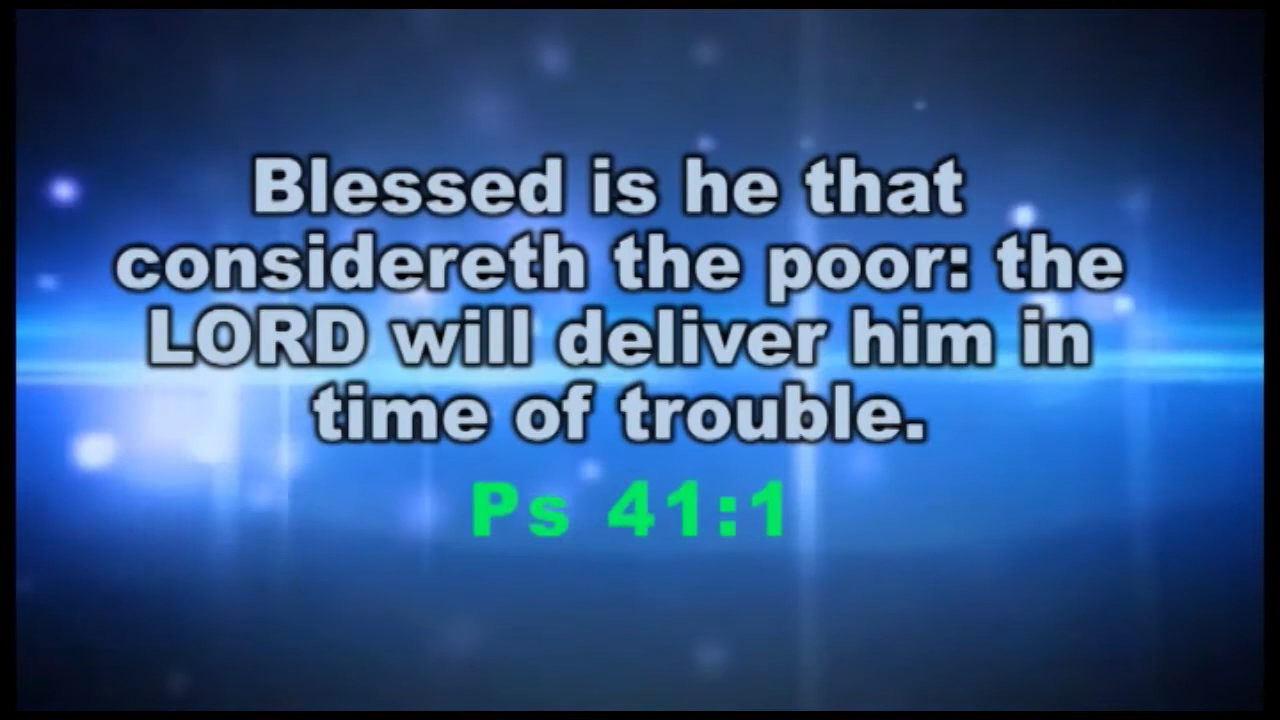 Blessed is he that
considereth the poor: the
LORD will deliver him in
time of trouble.
Ps 41:1